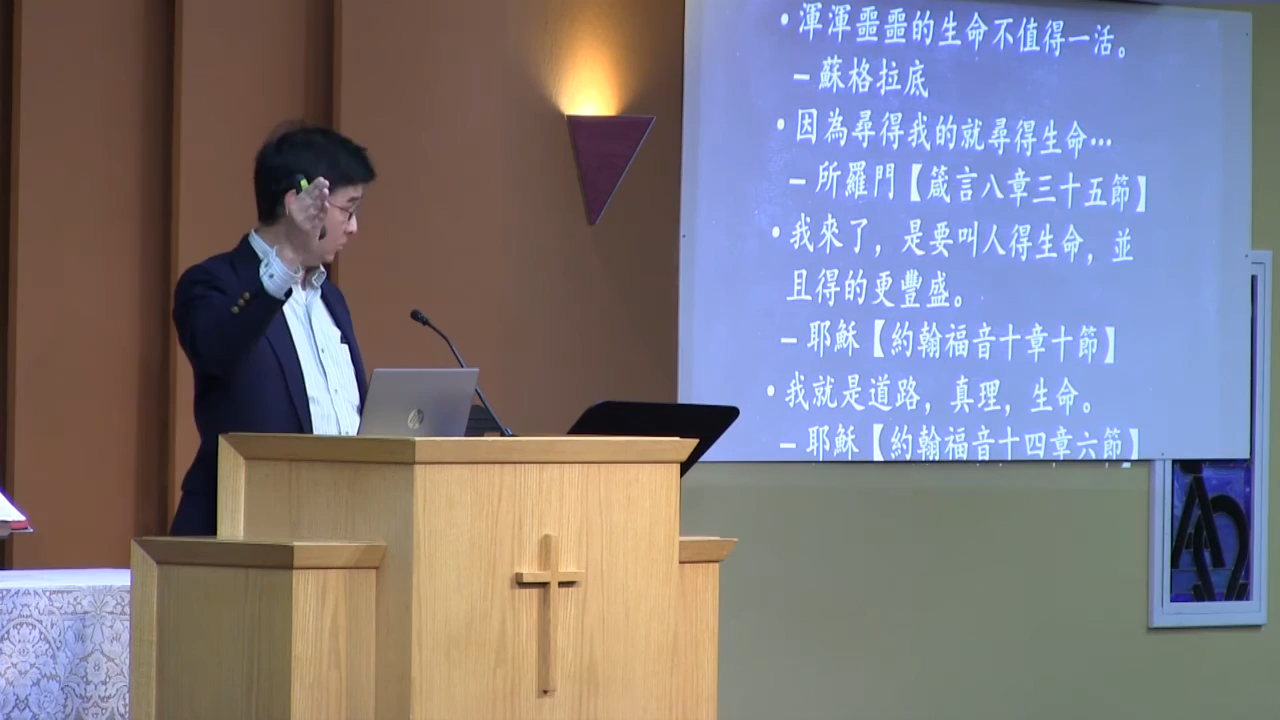 • 渾渾噩噩的生命不值得一活。
– 蘇格拉底
• 因為尋得我的就尋得生命…
– 所羅門【箴言八章三十五節】
• 我來了，是要叫人得生命，並
且得的更豐盛。
– 耶穌【約翰福音十章十節】
• 我就是道路，真理，生命。
– 耶穌【約翰福音十四章六節】
hp